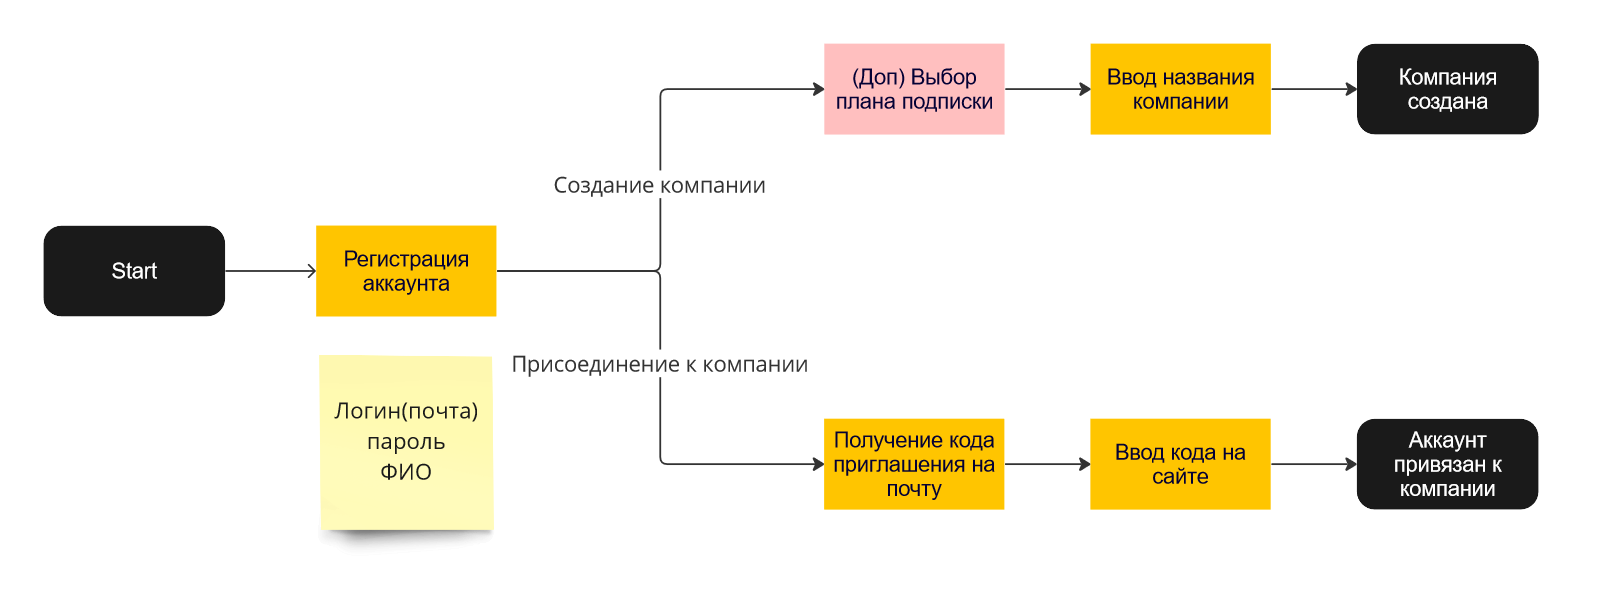 (Доп) Выбор
плана подписки
Ввод названия
компании
Компания
создана
Создание компании
Start
Регистрация
аккаунта
Присоединение к компании
Логин(почта)
пароль
ФИО
Получение кода
приглашения на
почту
Ввод кода на
сайте
Аккаунт
привязан к
компании